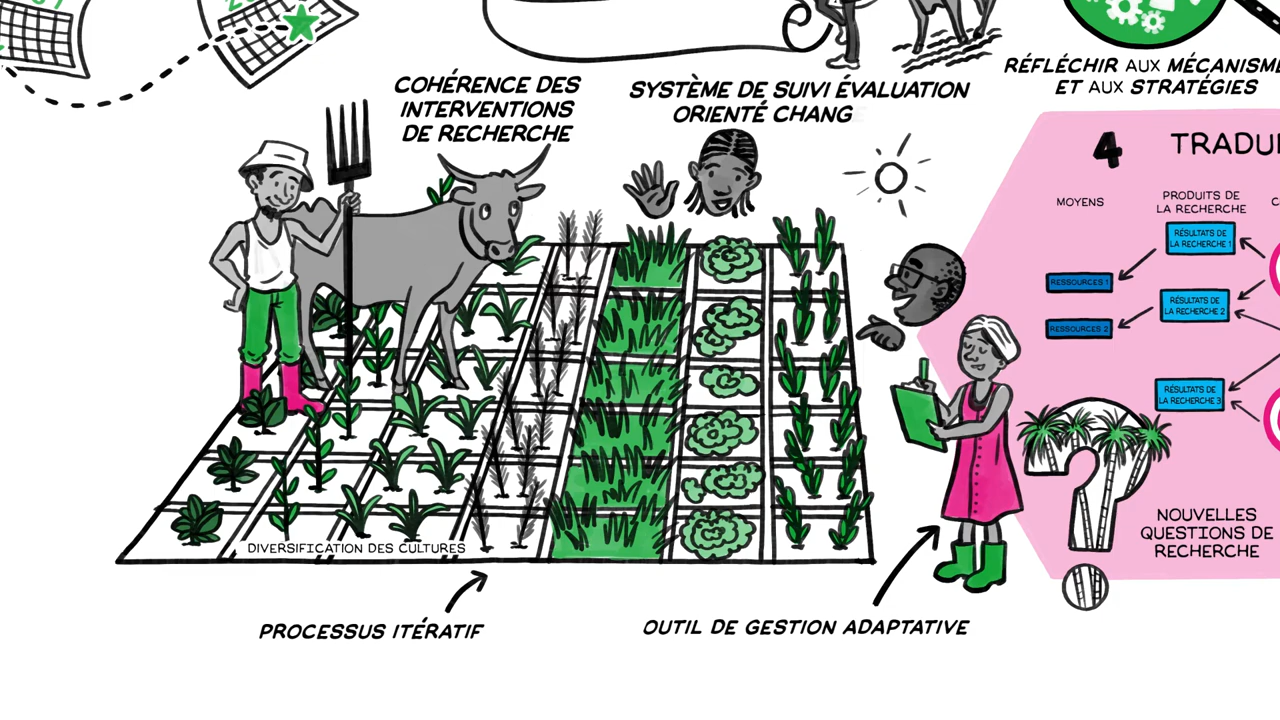 COHÉRENCE DES
INTERVENTIONS
DE RECHERCHE
SYSTÈME DE SUIVI ÉVALUATION
ORIENTÉ CHANG
RÉFLÉCHIR AUX MÉCANISME
ET AUX STRATÉGIES
4
TRADUI
MOYENS
PRODUITS DE
LA RECHERCHE
RÉSULTATS DE
LA RECHERCHE 1
RESSOURCES 1
RÉSULTATS DE
LA RECHERCHE 2
RESSOURCES 2
RÉSULTATS DE
LA RECHERCHE 3
NOUVELLES
QUESTIONS DE
RECHERCHE
DIVERSIFICATION DES CULTURES
PROCESSUS ITÉRATIF
OUTIL DE GESTION ADAPTATIVE